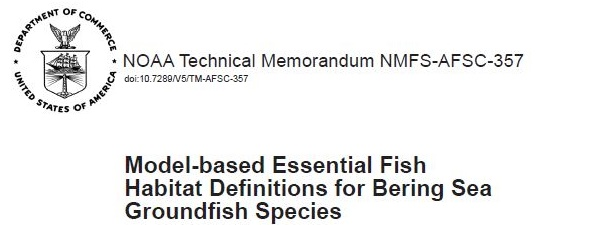 DEPARTMENT OF COMMERCE
UNITED STATES OF AMERICA
NOAA Technical Memorandum NMFS-AFSC-357
doi:10.7289/V5/TM-AFSC-357
Model-based Essential Fish
Habitat Definitions for Bering Sea
Groundfish Species